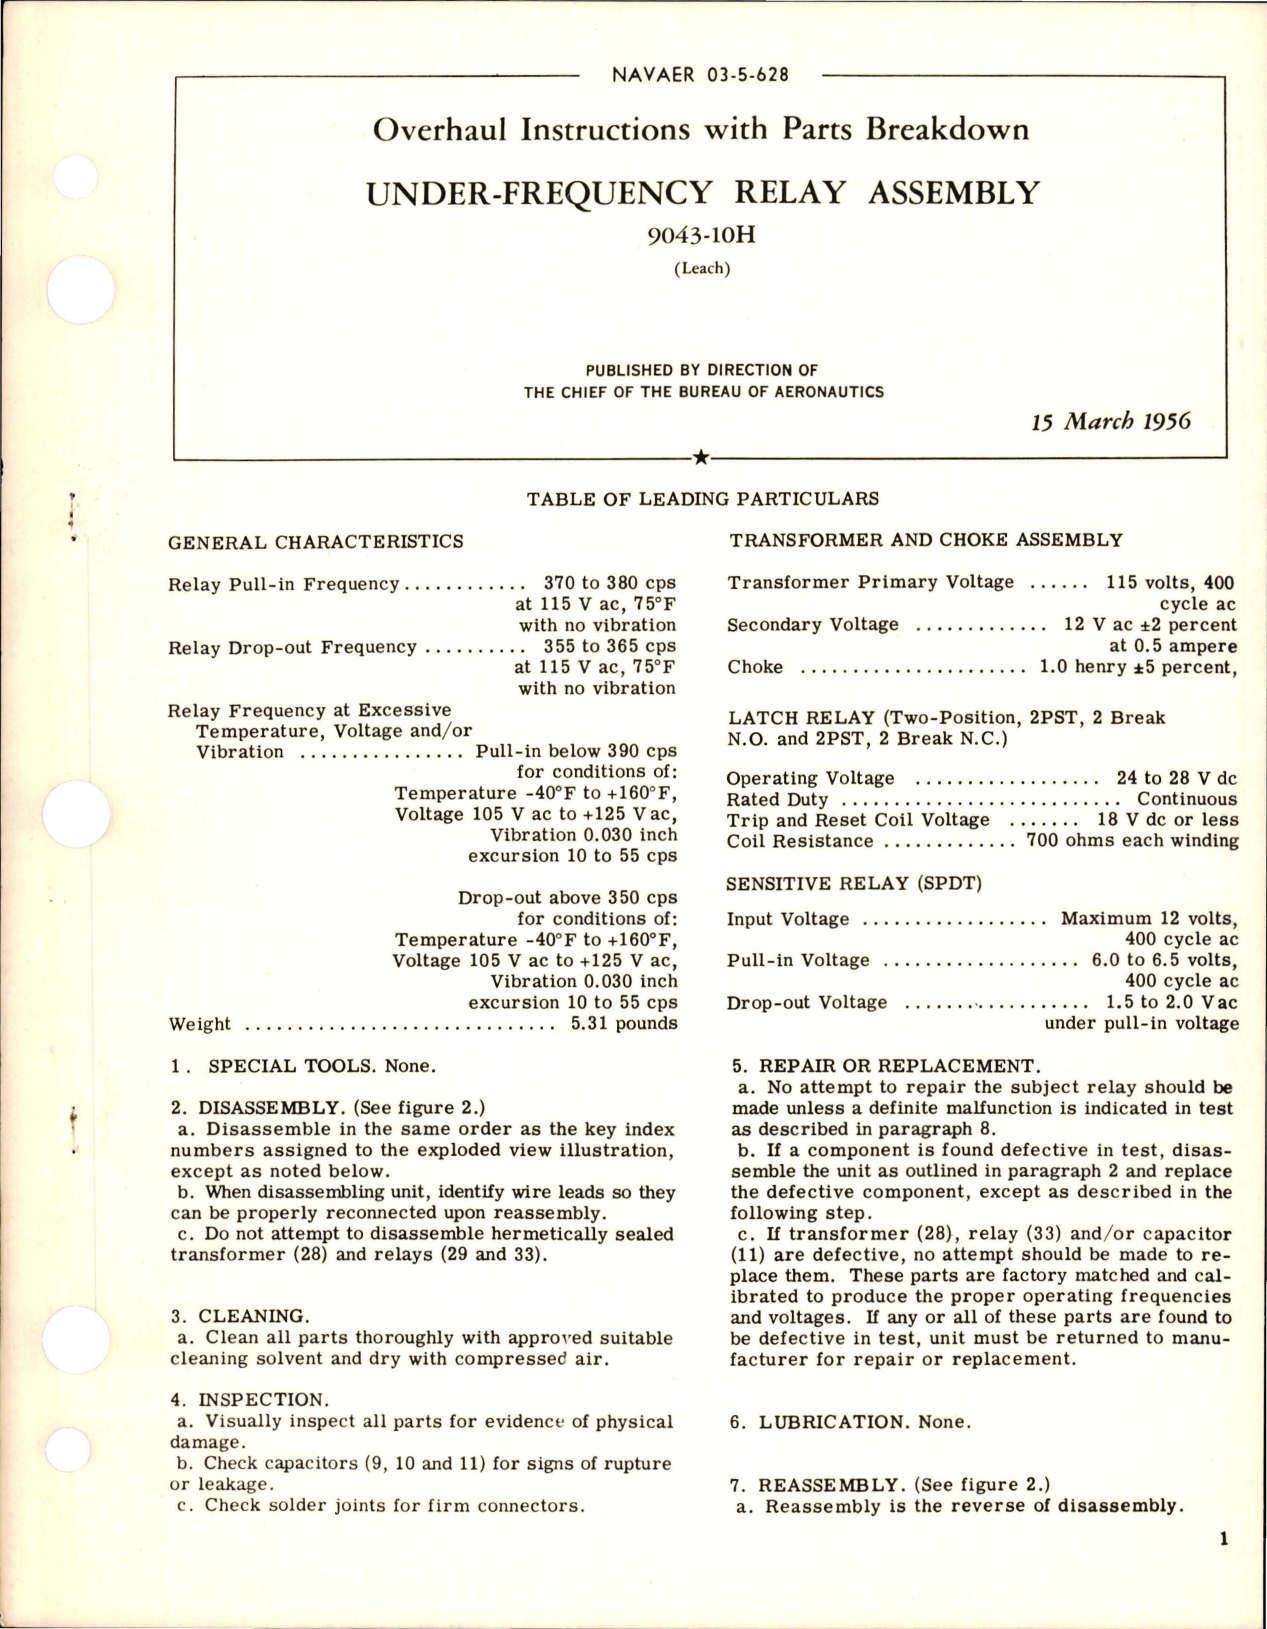 NAVAER 03-5-628
Overhaul Instructions with Parts Breakdown
UNDER-FREQUENCY RELAY ASSEMBLY
9043-10H
(Leach)
PUBLISHED BY DIRECTION OF
THE CHIEF OF THE BUREAU OF AERONAUTICS
15 March 1956
TABLE OF LEADING PARTICULARS
GENERAL CHARACTERISTICS
Relay Pull-in Frequency............ 370 to 380 cps
at 115 V ac, 75°F
with no vibration
Relay Drop-out Frequency .......... 355 to 365 cps
at 115 V ac, 75°F
with no vibration
Relay Frequency at Excessive
Temperature, Voltage and/or
Vibration ................ Pull-in below 390 cps
for conditions of:
Temperature -40°F to +160°F,
Voltage 105 V ac to +125 V ac,
Vibration 0.030 inch
excursion 10 to 55 cps
Drop-out above 350 cps
for conditions of:
Temperature -40°F to +160°F,
Voltage 105 V ac to +125 V ac,
Vibration 0.030 inch
excursion 10 to 55 cps
Weight .............................. 5.31 pounds
1. SPECIAL TOOLS. None.
2. DISASSEMBLY. (See figure 2.)
a. Disassemble in the same order as the key index
numbers assigned to the exploded view illustration,
except as noted below.
b. When disassembling unit, identify wire leads so they
can be properly reconnected upon reassembly.
c. Do not attempt to disassemble hermetically sealed
transformer (28) and relays (29 and 33).
3. CLEANING.
a. Clean all parts thoroughly with approved suitable
cleaning solvent and dry with compressed air.
4. INSPECTION.
a. Visually inspect all parts for evidence of physical
damage.
b. Check capacitors (9, 10 and 11) for signs of rupture
or leakage.
c. Check solder joints for firm connectors.
TRANSFORMER AND CHOKE ASSEMBLY
Transformer Primary Voltage ...... 115 volts, 400
cycle ac
Secondary Voltage ............. 12 V ac ±2 percent
at 0.5 ampere
Choke ...................... 1.0 henry ±5 percent,
LATCH RELAY (Two-Position, 2PST, 2 Break
N.O. and 2PST, 2 Break N.C.)
Operating Voltage .................. 24 to 28 V dc
Rated Duty ........................... Continuous
Trip and Reset Coil Voltage ....... 18 V dc or less
Coil Resistance ............. 700 ohms each winding
SENSITIVE RELAY (SPDT)
Input Voltage .................. Maximum 12 volts,
400 cycle ac
Pull-in Voltage ................... 6.0 to 6.5 volts,
400 cycle ac
Drop-out Voltage .................. 1.5 to 2.0 V ac
under pull-in voltage
5. REPAIR OR REPLACEMENT.
a. No attempt to repair the subject relay should be
made unless a definite malfunction is indicated in test
as described in paragraph 8.
b. If a component is found defective in test, disas-
semble the unit as outlined in paragraph 2 and replace
the defective component, except as described in the
following step.
c. If transformer (28), relay (33) and/or capacitor
(11) are defective, no attempt should be made to re-
place them. These parts are factory matched and cal-
ibrated to produce the proper operating frequencies
and voltages. If any or all of these parts are found to
be defective in test, unit must be returned to manu-
facturer for repair or replacement.
6. LUBRICATION. None.
7. REASSEMBLY. (See figure 2.)
a. Reassembly is the reverse of disassembly.
1